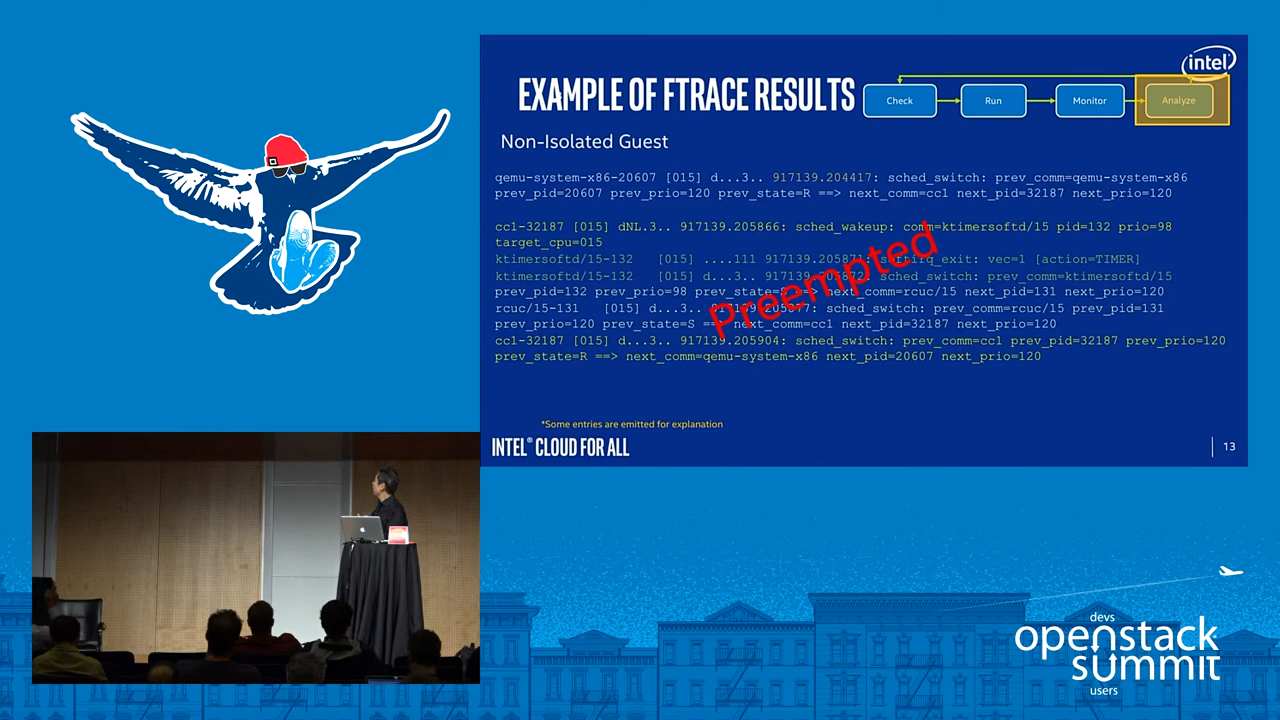 EXAMPLE OF FTRACE RESULTS
Check
Run
Monitor
Analyze
intel
Non-Isolated Guest
qemu-system-x86-20607 [015] d...3.. 917139.204417: sched_switch: prev_comm=qemu-system-x86
prev_pid=20607 prev_prio=120 prev_state=R ==> next_comm=cc1 next_pid=32187 next_prio=120
cc1-32187 [015] dNL.3.. 917139.205866: sched_wakeup: comm=ktimersoftd/15 pid=132 prio=98
target_cpu=015
ktimersoftd/15-132 [015] ....111 917139.205871: softirq_exit: vec=1 [action=TIMER]
ktimersoftd/15-132 [015] d...3.. 917139.205872: sched_switch: prev_comm=ktimersoftd/15
prev_pid=132 prev_prio=98 prev_state=S ==> next_comm=rcuc/15 next_pid=131 next_prio=120
rcuc/15-131 [015] d...3.. 917139.205877: sched_switch: prev_comm=rcuc/15 prev_pid=131
prev_prio=120 prev_state=S ==> next_comm=cc1 next_pid=32187 next_prio=120
cc1-32187 [015] d...3.. 917139.205904: sched_switch: prev_comm=cc1 prev_pid=32187 prev_prio=120
prev_state=R ==> next_comm=qemu-system-x86 next_pid=20607 next_prio=120
Preempted
*Some entries are emitted for explanation
INTEL® CLOUD FOR ALL
13
devs
openstack
summit
users